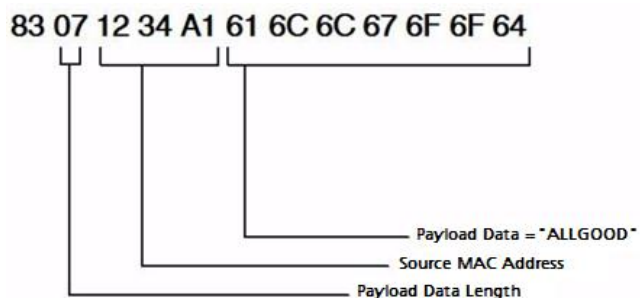 83 07 12 34 A1 61 6C 6C 67 6F 6F 64
Payload Data = "ALLGOOD"
Source MAC Address
Payload Data Length